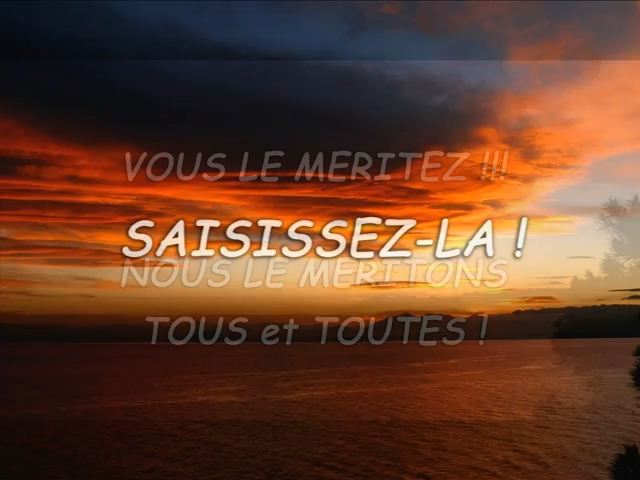 VOUS LE MERITEZ !!!
SAISISSEZ-LA !
NOUS LE MERITONS
TOUS et TOUTES !